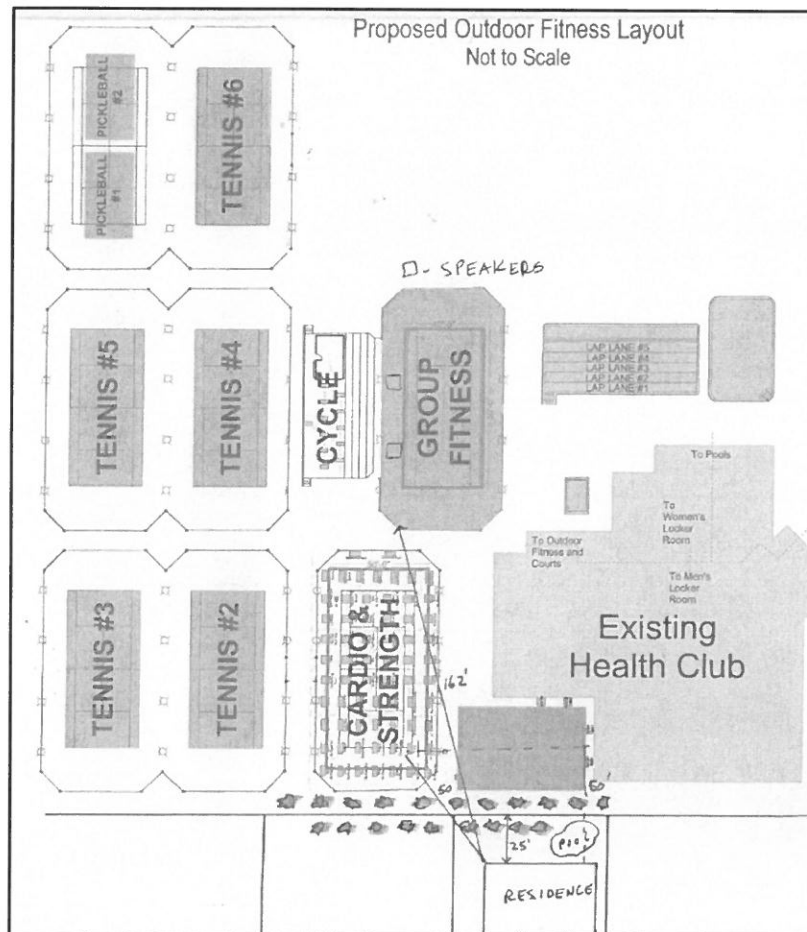 Proposed Outdoor Fitness Layout
Not to Scale
PICKLEBALL
#2
PICKLEBALL
#1
TENNIS #6
□- SPEAKERS
TENNIS #5
TENNIS #4
CYCLE
GROUP
FITNESS
LAP LANE #5
LAP LANE #4
LAP LANE #3
LAP LANE #2
LAP LANE #1
To Pools
To
Women's
Locker
Room
To Outdoor
Fitness and
Courts
To Men's
Locker
Room
Existing
Health Club
TENNIS #3
TENNIS #2
CARDIO &
STRENGTH
162'
50
50'
25'
POOL
RESIDENCE